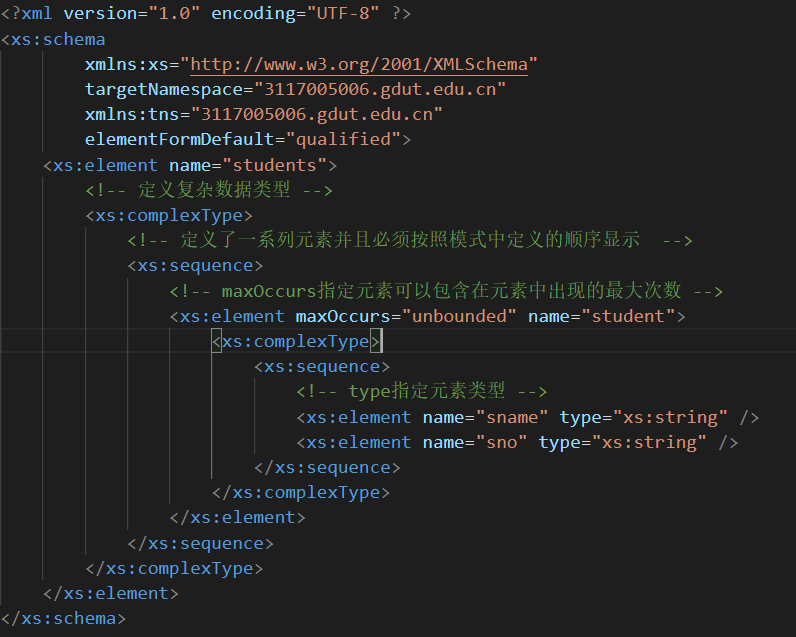 <?xml version="1.0" encoding="UTF-8" ?>
<xs:schema
xmlns:xs="http://www.w3.org/2001/XMLSchema"
targetNamespace="3117005006.gdut.edu.cn"
xmlns:tns="3117005006.gdut.edu.cn"
elementFormDefault="qualified">
<xs:element name="students">
<!-- 定义复杂数据类型 -->
<xs:complexType>
<!-- 定义了一系列元素并且必须按照模式中定义的顺序显示  -->
<xs:sequence>
<!-- maxOccurs指定元素可以包含在元素中出现的最大次数 -->
<xs:element maxOccurs="unbounded" name="student">
<xs:complexType>
<xs:sequence>
<!-- type指定元素类型 -->
<xs:element name="sname" type="xs:string" />
<xs:element name="sno" type="xs:string" />
</xs:sequence>
</xs:complexType>
</xs:element>
</xs:sequence>
</xs:complexType>
</xs:element>
</xs:schema>